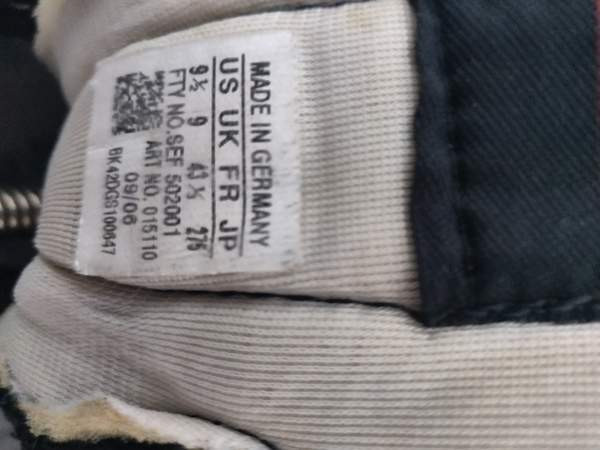 MADE IN GERMANY
US UK FR JP
9½ 9 43⅓ 275
FTY NO.SEF 502001
ART NO. 015110
09/06
BK42DGS100647